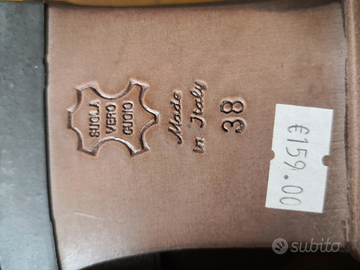 SUOLA
VERO
CUOIO
Made
in Italy
38
€159.00
subito